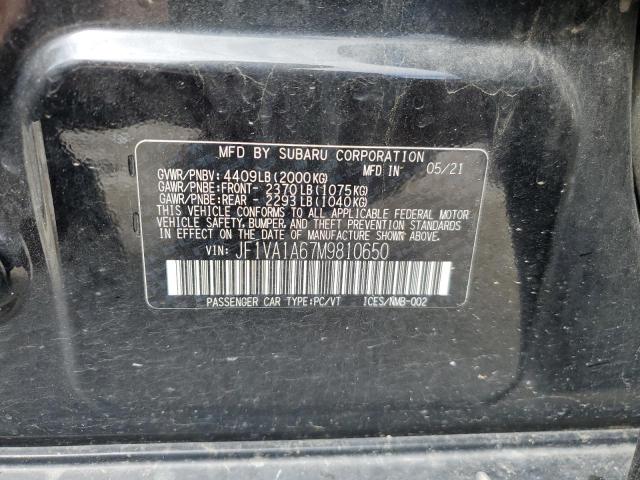 MFD BY SUBARU CORPORATION
GVWR/PNBV: 4409LB(2000KG) MFD IN 05/21
GAWR/PNBE:FRONT- 2370LB(1075KG)
GAWR/PNBE:REAR - 2293LB(1040KG)
THIS VEHICLE CONFORMS TO ALL APPLICABLE FEDERAL MOTOR
VEHICLE SAFETY, BUMPER, AND THEFT PREVENTION STANDARDS
IN EFFECT ON THE DATE OF MANUFACTURE SHOWN ABOVE.
VIN: JF1VA1A67M9810650
PASSENGER CAR TYPE:PC/VT ICES/NMB-002